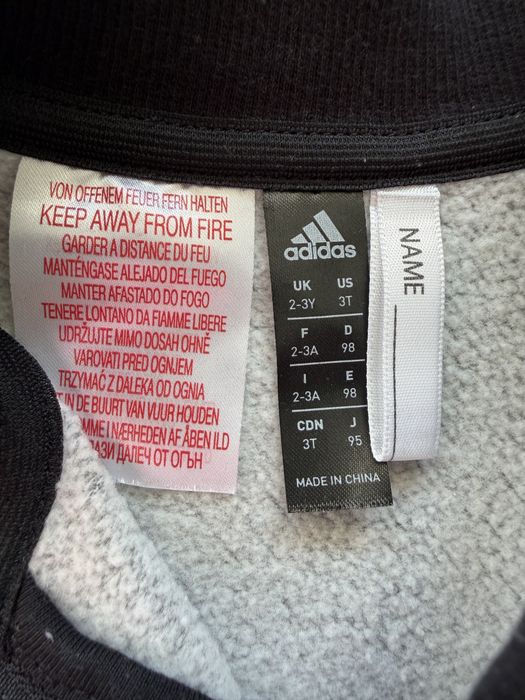 VON OFFENEM FEUER FERN HALTEN
KEEP AWAY FROM FIRE
GARDER A DISTANCE DU FEU
MANTÉNGASE ALEJADO DEL FUEGO
MANTER AFASTADO DO FOGO
TENERE LONTANO DA FIAMME LIBERE
UDRŽUJTE MIMO DOSAH OHNĚ
VAROVATI PRED OGNJEM
TRZYMAĆ Z DALEKA OD OGNIA
IN DE BUURT VAN VUUR HOUDEN
I NÆRHEDEN AF ÅBEN ILD
ДАЛЕЧ ОТ ОГЪН
adidas
UK US
2-3Y 3T
F D
2-3A 98
I E
2-3A 98
CDN J
3T 95
MADE IN CHINA
NAME